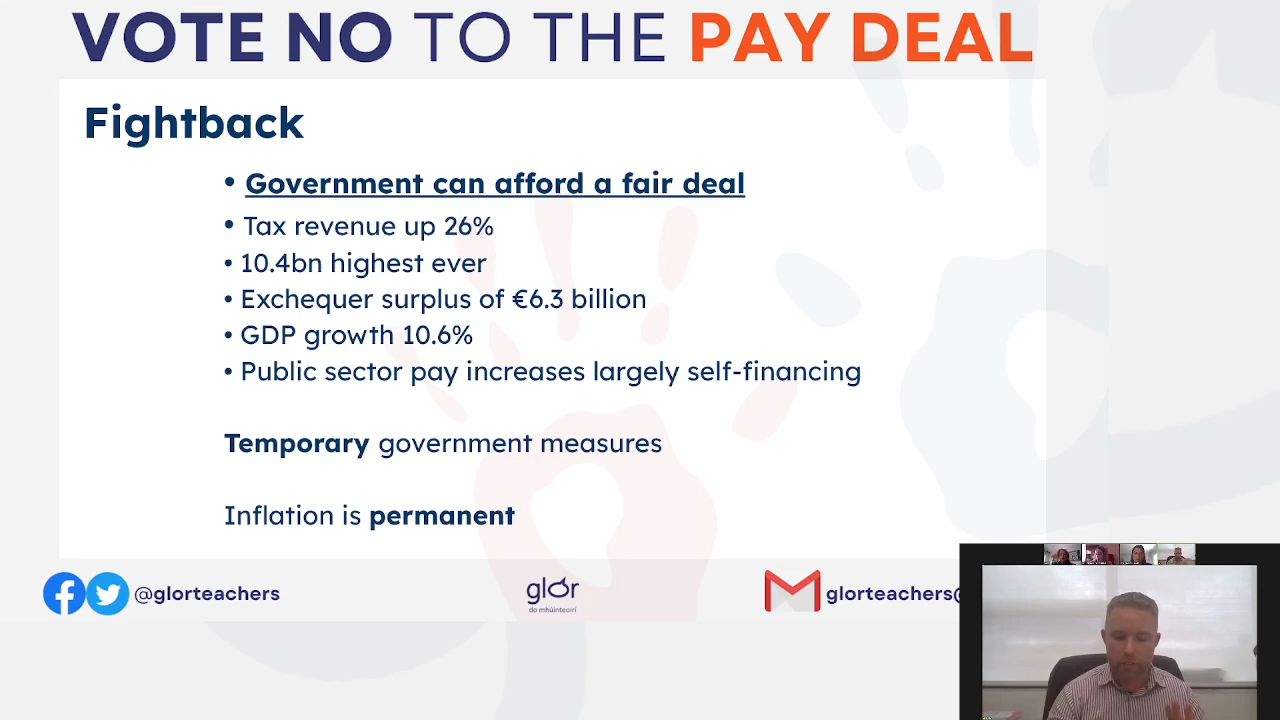 VOTE NO TO THE PAY DEAL
Fightback
• Government can afford a fair deal
• Tax revenue up 26%
• 10.4bn highest ever
• Exchequer surplus of €6.3 billion
• GDP growth 10.6%
• Public sector pay increases largely self-financing
Temporary government measures
Inflation is permanent
@glorteachers
glór
do mhúinteoirí
glorteachers@